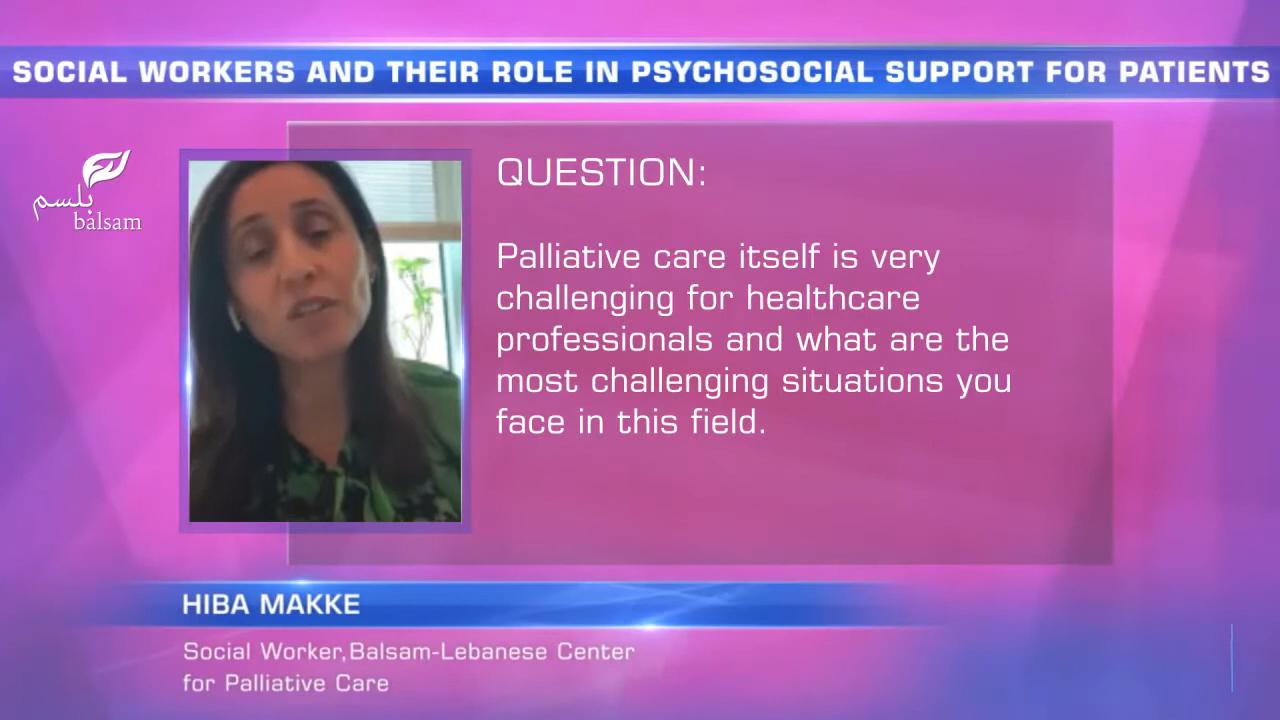 SOCIAL WORKERS AND THEIR ROLE IN PSYCHOSOCIAL SUPPORT FOR PATIENTS
بلسم
balsam
QUESTION:
Palliative care itself is very
challenging for healthcare
professionals and what are the
most challenging situations you
face in this field.
HIBA MAKKE
Social Worker,Balsam-Lebanese Center
for Palliative Care